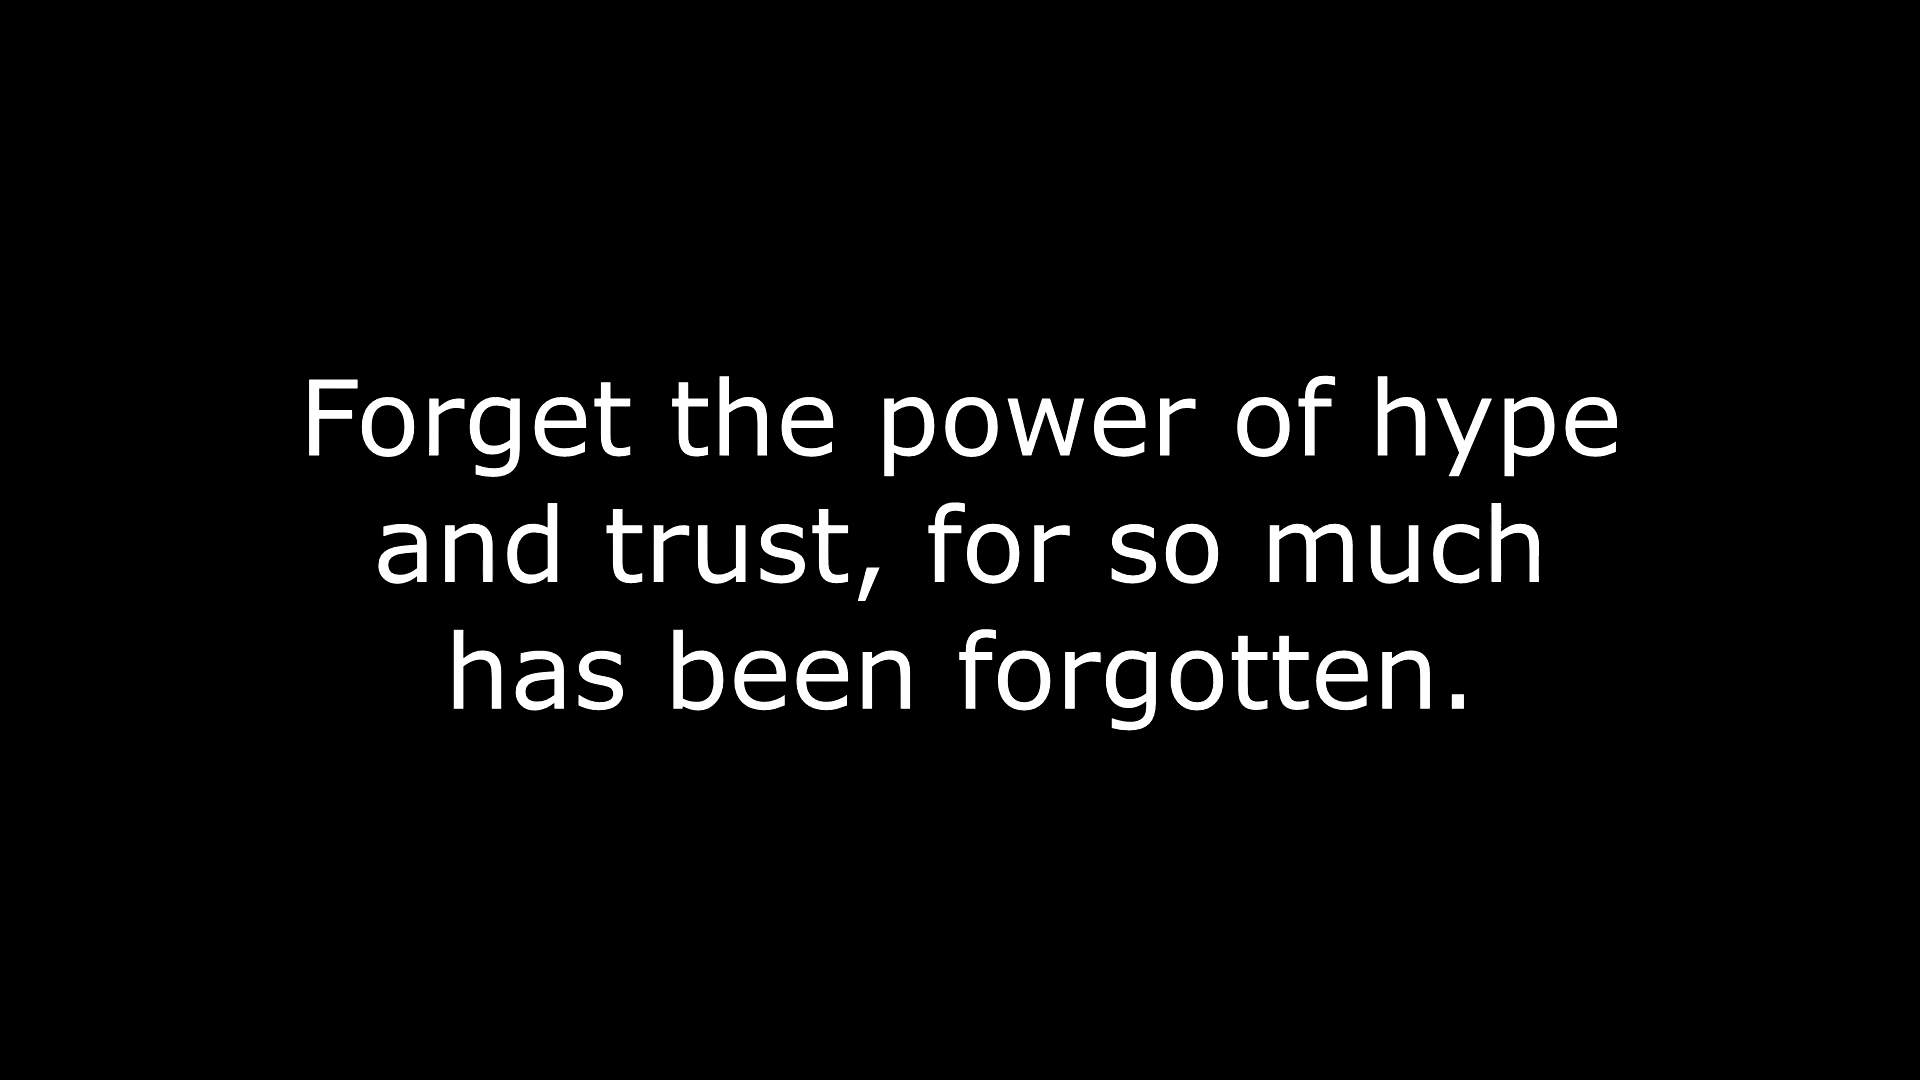 Forget the power of hype
and trust, for so much
has been forgotten.